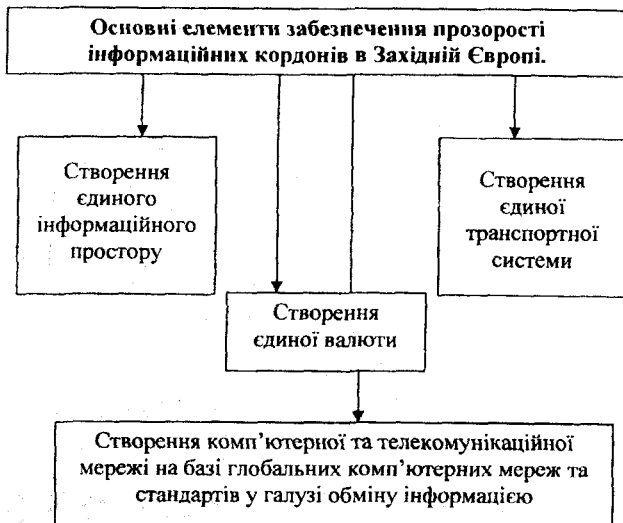 Основні елементи забезпечення прозорості
інформаційних кордонів в Західній Європі.
Створення
єдиного
інформаційного
простору
Створення
єдиної
транспортної
системи
Створення
єдиної валюти
Створення комп’ютерної та телекомунікаційної
мережі на базі глобальних комп’ютерних мереж та
стандартів у галузі обміну інформацією